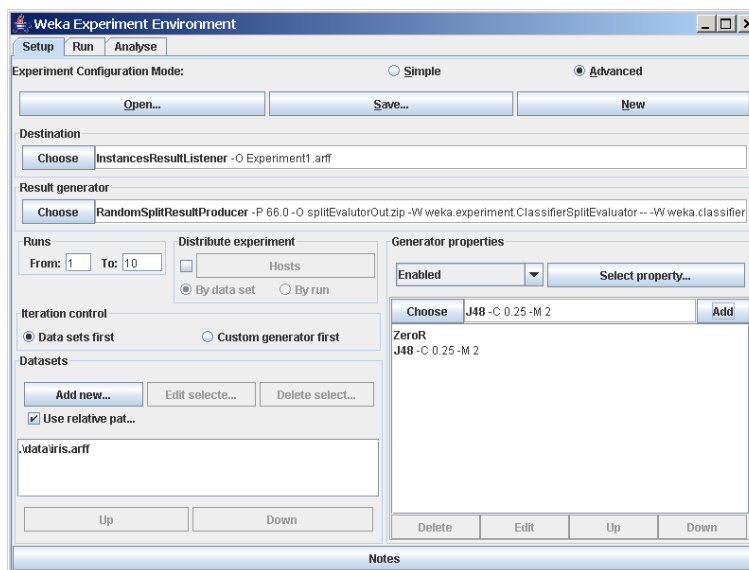 Weka Experiment Environment
Setup Run Analyse
Experiment Configuration Mode: Simple Advanced
Open... Save... New
Destination
Choose InstancesResultListener -O Experiment1.arff
Result generator
Choose RandomSplitResultProducer -P 66.0 -O splitEvalutorOut.zip -W weka.experiment.ClassifierSplitEvaluator -- -W weka.classifier
Runs
From: 1 To: 10
Distribute experiment
Hosts
By data set By run
Generator properties
Enabled Select property...
Iteration control
Data sets first Custom generator first
Choose J48 -C 0.25 -M 2 Add
ZeroR
J48 -C 0.25 -M 2
Datasets
Add new... Edit selecte... Delete select...
Use relative pat...
.\data\iris.arff
Up Down
Delete Edit Up Down
Notes